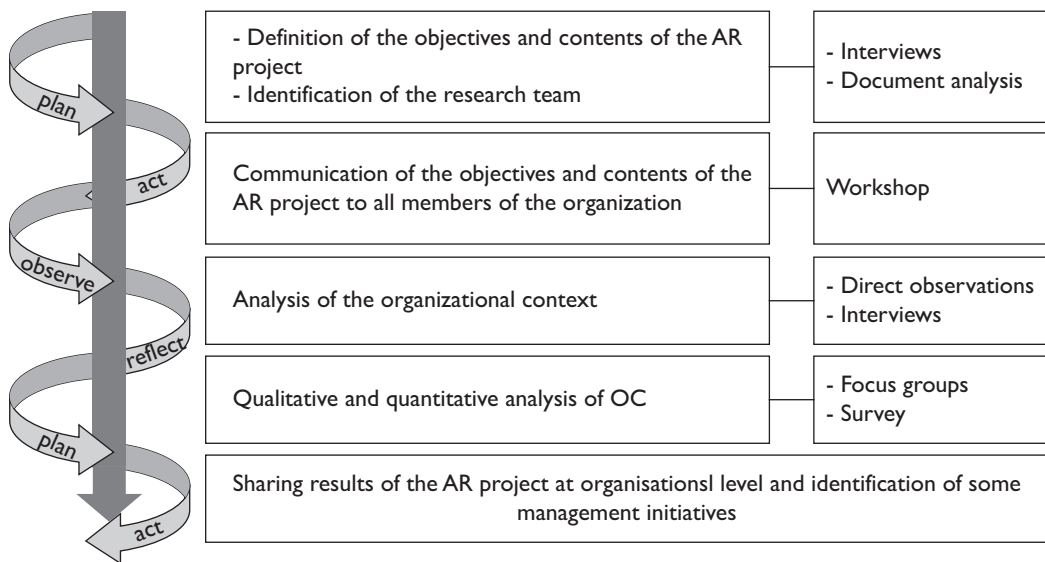 plan
- Definition of the objectives and contents of the AR
project
- Identification of the research team
- Interviews
- Document analysis
act
Communication of the objectives and contents of the
AR project to all members of the organization
Workshop
observe
Analysis of the organizational context
- Direct observations
- Interviews
reflect
Qualitative and quantitative analysis of OC
- Focus groups
- Survey
plan
Sharing results of the AR project at organisationsl level and identification of some
management initiatives
act